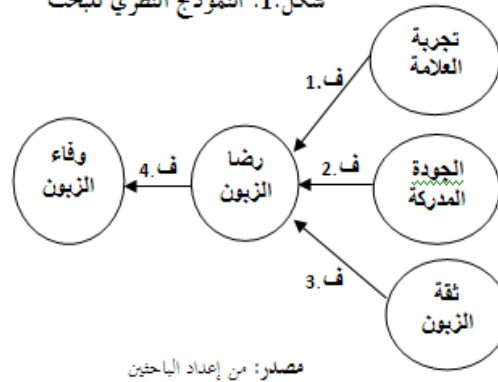 شكل.1. النموذج النظري للبحث
تجربة
العلامة
ف.1
الجودة
المدركة
ف.2
رضا
الزبون
ف.4
وفاء
الزبون
ف.3
ثقة
الزبون
مصدر: من إعداد الباحثين